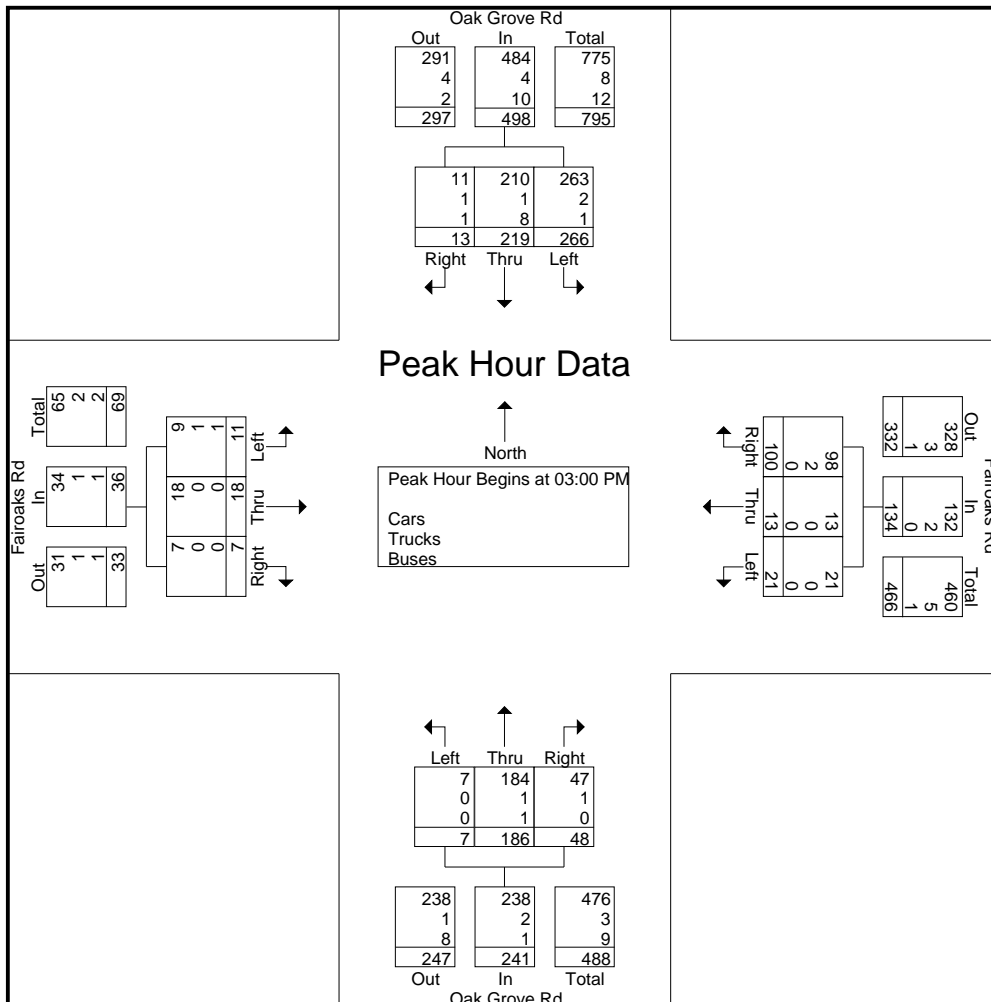 Oak Grove Rd
Out In Total
291 484 775
4 4 8
2 10 12
297 498 795
11 210 263
1 1 2
1 8 1
13 219 266
Right Thru Left
Peak Hour Data
North
Peak Hour Begins at 03:00 PM
Cars
Trucks
Buses
Fairoaks Rd
Total In Out
65 34 31
2 1 1
2 1 1
69 36 33
9 18 7
1 0 0
1 0 0
11 18 7
Left Thru Right
Fairoaks Rd
Out In Total
328 132 460
3 2 5
1 0 1
332 134 466
98 13 21
2 0 0
0 0 0
100 13 21
Right Thru Left
Left Thru Right
7 184 47
0 1 1
0 1 0
7 186 48
238 238 476
1 2 3
8 1 9
247 241 488
Out In Total
Oak Grove Rd